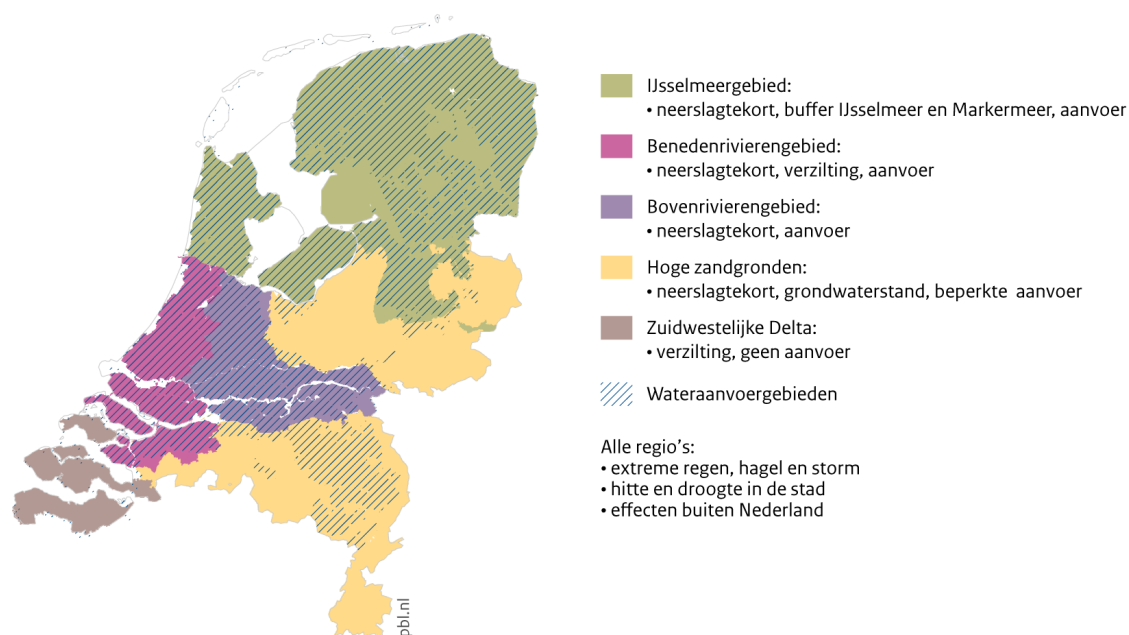 IJsselmeergebied:
• neerslagtekort, buffer IJsselmeer en Markermeer, aanvoer
Benedenrivierengebied:
• neerslagtekort, verzilting, aanvoer
Bovenrivierengebied:
• neerslagtekort, aanvoer
Hoge zandgronden:
• neerslagtekort, grondwaterstand, beperkte  aanvoer
Zuidwestelijke Delta:
• verzilting, geen aanvoer
Wateraanvoergebieden
Alle regio's:
• extreme regen, hagel en storm
• hitte en droogte in de stad
• effecten buiten Nederland
pbl.nl